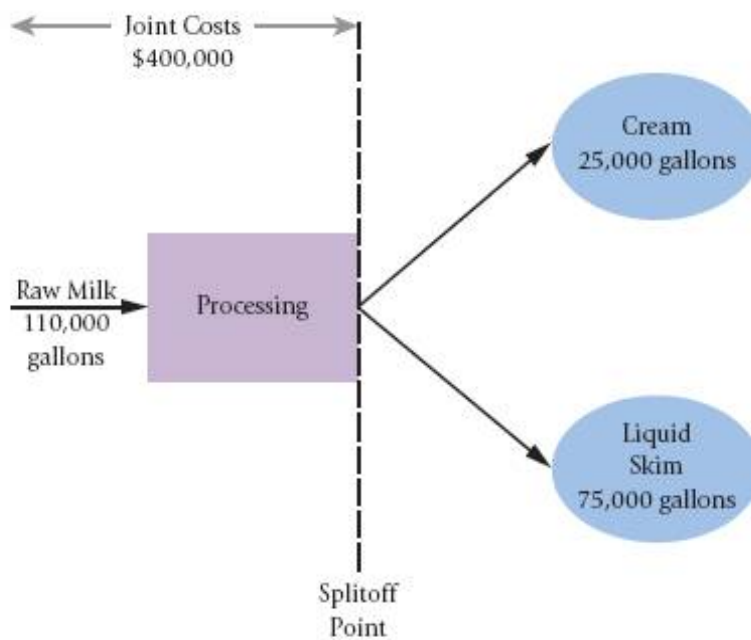 Joint Costs
$400,000
Cream
25,000 gallons
Raw Milk
110,000
gallons
Processing
Liquid
Skim
75,000 gallons
Splitoff
Point